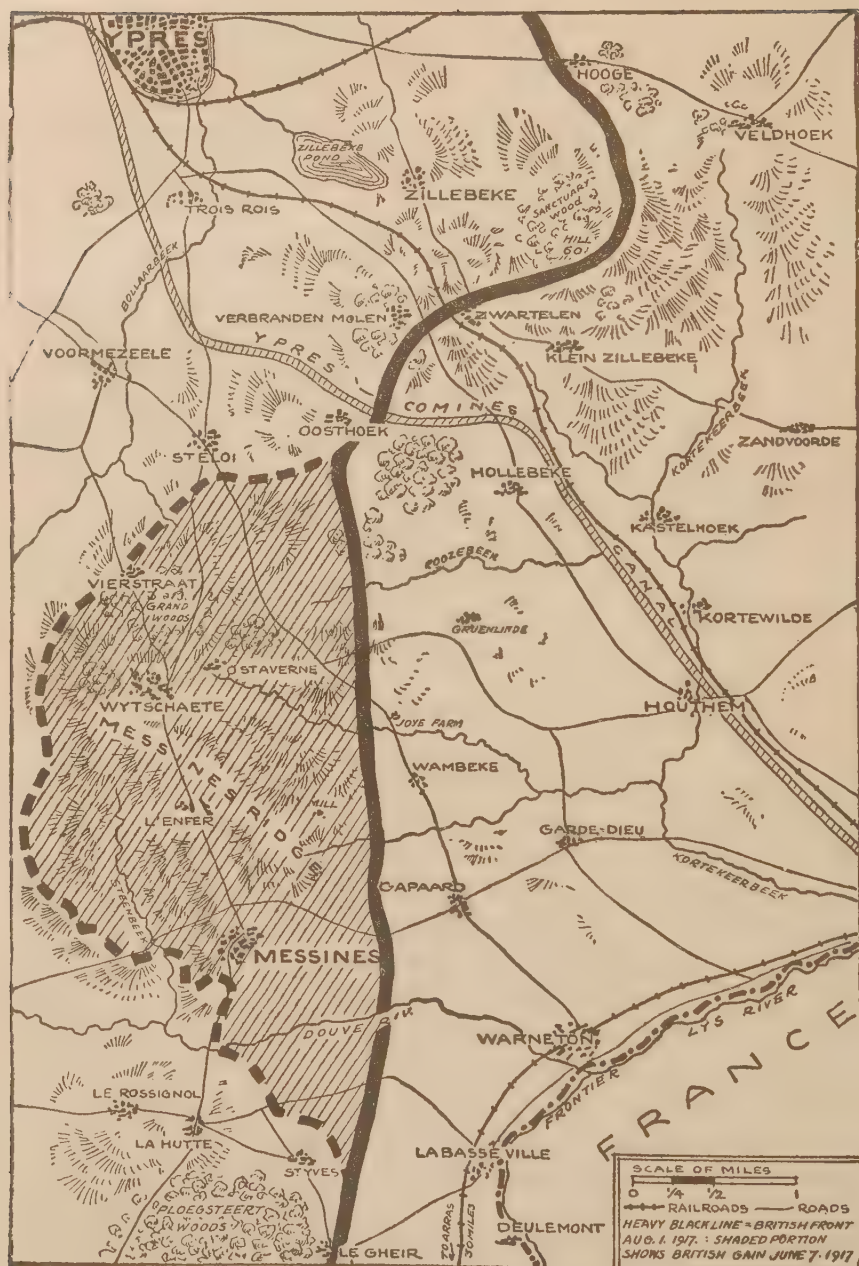 YPRES
HOOGE
VELDHOEK
ZILLEBEKE
POND
ZILLEBEKE
SANCTUARY
WOOD
HILL
60
TROIS ROIS
BOLLAARBEEK
VERBRANDEN MOLEN
ZWARTELEN
VOORMEZEELE
YPRES
COMINES
CANAL
KLEIN ZILLEBEKE
KORTEKEERBEEK
OOSTHOEK
ZANDVOORDE
STELOI
HOLLEBEKE
KASTELHOEK
ROOZEBEEK
VIERSTRAAT
GRAND
WOODS
GRUENLINDE
KORTEWILDE
OSTAVERNE
WYTSCHAETE
HOUTHEM
MESSINES RIDGE
JOYE FARM
WAMBEKE
L'ENFER
MILL
GARDE-DIEU
STEENBEEK
GAPAARD
KORTEKEERBEEK
MESSINES
DOUVE RIV.
WARNETON
LYS RIVER
FRONTIER
FRANCE
LE ROSSIGNOL
LA HUTTE
ST YVES
LABASSE VILLE
PLOEGSTEERT
WOODS
LE GHEIR
TO ARRAS
30 MILES
DEULEMONT
SCALE OF MILES
0 1/4 1/2 1
RAILROADS ROADS
HEAVY BLACK LINE = BRITISH FRONT
AUG. 1. 1917. : SHADED PORTION
SHOWS BRITISH GAIN JUNE 7. 1917